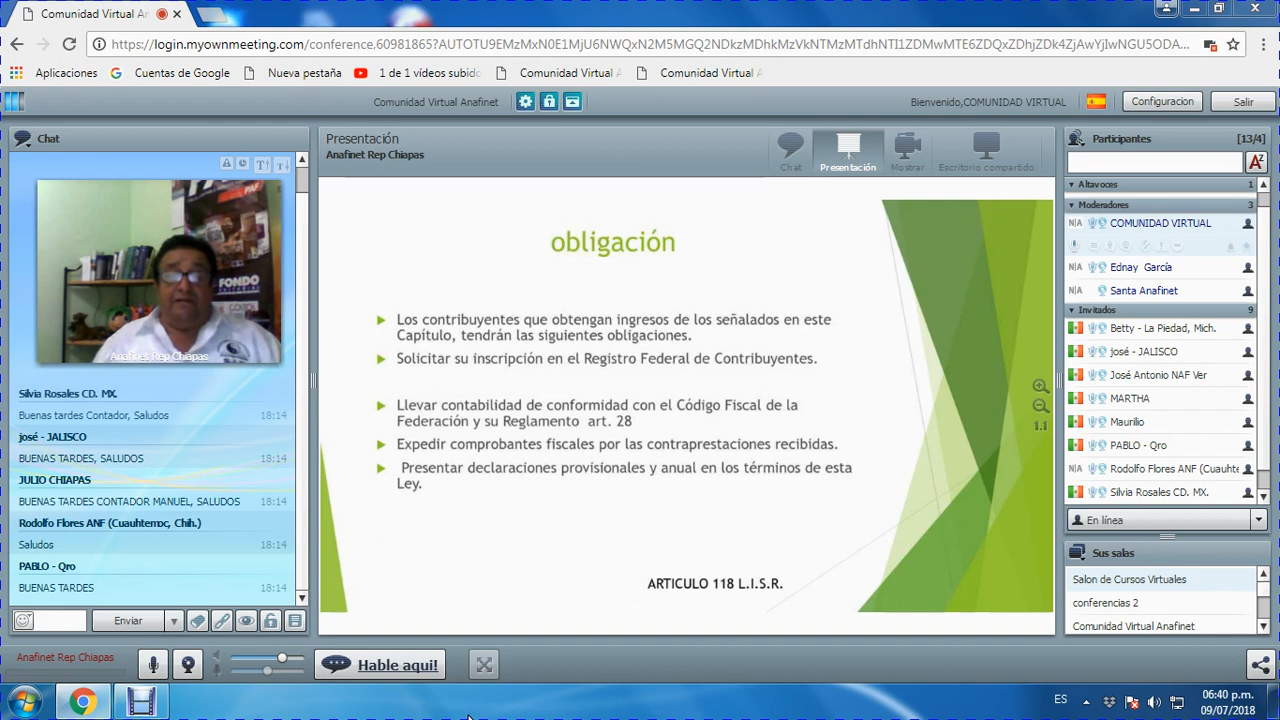 Comunidad Virtual An
https://login.myownmeeting.com/conference,60981865?AUTOTU9EMzMxN0E1MjU6NWQxN2M5MGQ2NDkzMDhkMzVkNTMzMTdhNTI1ZDMwMTE6ZDQxZDhjZDk4ZjAwYjIwNGU5ODA...
Aplicaciones
Cuentas de Google
Nueva pestaña
1 de 1 vídeos subido
Comunidad Virtual A
Comunidad Virtual A
Comunidad Virtual Anafinet
Bienvenido,COMUNIDAD VIRTUAL
Configuracion
Salir
Chat
FONDO
Anafinet Rep Chiapas
Silvia Rosales CD. MX.
Buenas tardes Contador, Saludos 18:14
josé - JALISCO
BUENAS TARDES, SALUDOS 18:14
JULIO CHIAPAS
BUENAS TARDES CONTADOR MANUEL, SALUDOS 18:14
Rodolfo Flores ANF (Cuauhtemoc, Chih.)
Saludos 18:14
PABLO - Qro
BUENAS TARDES 18:14
Enviar
Anafinet Rep Chiapas
Hable aqui!
Presentación
Anafinet Rep Chiapas
Chat
Presentación
Mostrar
Escritorio compartido
obligación
Los contribuyentes que obtengan ingresos de los señalados en este
Capítulo, tendrán las siguientes obligaciones.
Solicitar su inscripción en el Registro Federal de Contribuyentes.
Llevar contabilidad de conformidad con el Código Fiscal de la
Federación y su Reglamento art. 28
Expedir comprobantes fiscales por las contraprestaciones recibidas.
Presentar declaraciones provisionales y anual en los términos de esta
Ley.
ARTICULO 118 L.I.S.R.
1:1
Participantes [13/4]
Altavoces 1
Moderadores 3
N/A COMUNIDAD VIRTUAL
N/A Ednay García
N/A Santa Anafinet
Invitados 9
Betty - La Piedad, Mich.
josé - JALISCO
José Antonio NAF Ver
MARTHA
Maurilio
PABLO - Qro
N/A Rodolfo Flores ANF (Cuauhte
Silvia Rosales CD. MX.
En línea
Sus salas
Salon de Cursos Virtuales
conferencias 2
Comunidad Virtual Anafinet
ES
06:40 p.m.
09/07/2018